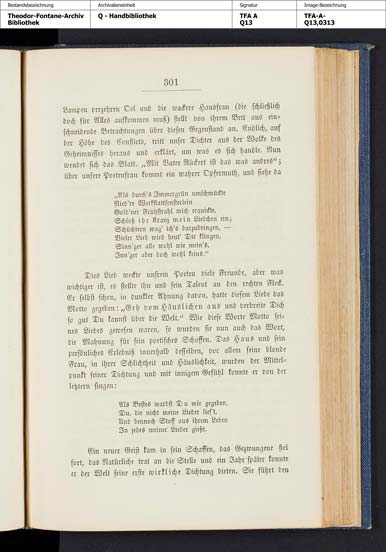 Bestandsbezeichnung
Archivalieneinheit
Signatur
Image-Bezeichnung
Theodor-Fontane-Archiv
Bibliothek
Q - Handbibliothek
TFA A
Q13
TFA-A-
Q13,0313
301
Lampen verzehren Oel und die wackere Hausfrau (die schließlich
doch für Alles aufkommen muß) stellt von ihrem Bett aus ein-
schneidende Betrachtungen über diesen Gegenstand an. Endlich, auf
der Höhe des Conflicts, tritt unser Dichter aus der Wolke des
Geheimnisses heraus und erklärt, um was es sich handle. Nun
wendet sich das Blatt. „Mit Vater Rückert ist das was andres“;
über unsere Poetenfrau kommt ein wahrer Opfermuth, und siehe da
„Als durch's Immergrün umschmückte
Nied're Werkstattfensterlein
Gold'ner Frühstrahl mich erquickte,
Schloß ihr Kranz mein Liedchen ein;
Schüchtern wag' ich's darzubringen, —
Vieler Lied wird heut' Dir klingen,
Sinn'ger alle wohl wie mein's,
Inn'ger aber doch wohl keins.“
Dies Lied weckte unsrem Poeten viele Freunde, aber was
wichtiger ist, es stellte ihn und sein Talent an den rechten Fleck.
Er selbst schon, in dunkler Ahnung davon, hatte diesem Liede das
Motto gegeben: „Geh vom Häuslichen aus und verbreite Dich
so gut Du kannst über die Welt.“ Wie diese Worte Motto sei-
nes Liedes gewesen waren, so wurden sie nun auch das Wort,
die Mahnung für sein poetisches Schaffen. Das Haus und sein
persönliches Erlebniß innerhalb desselben, vor allem seine blonde
Frau, in ihrer Schlichtheit und Häuslichkeit, wurden der Mittel-
punkt seiner Dichtung und mit innigem Gefühl konnte er von der
letztern singen:
Als Bestes wardst Du mir gegeben,
Du, die nicht meine Lieder lies't,
Und dennoch Stoff aus ihrem Leben
In jedes meiner Lieder gießt.
Ein neuer Geist kam in sein Schaffen, das Gezwungene fiel
fort, das Natürliche trat an die Stelle und ein Jahr später konnte
er der Welt seine erste wirkliche Dichtung bieten. Sie führt den